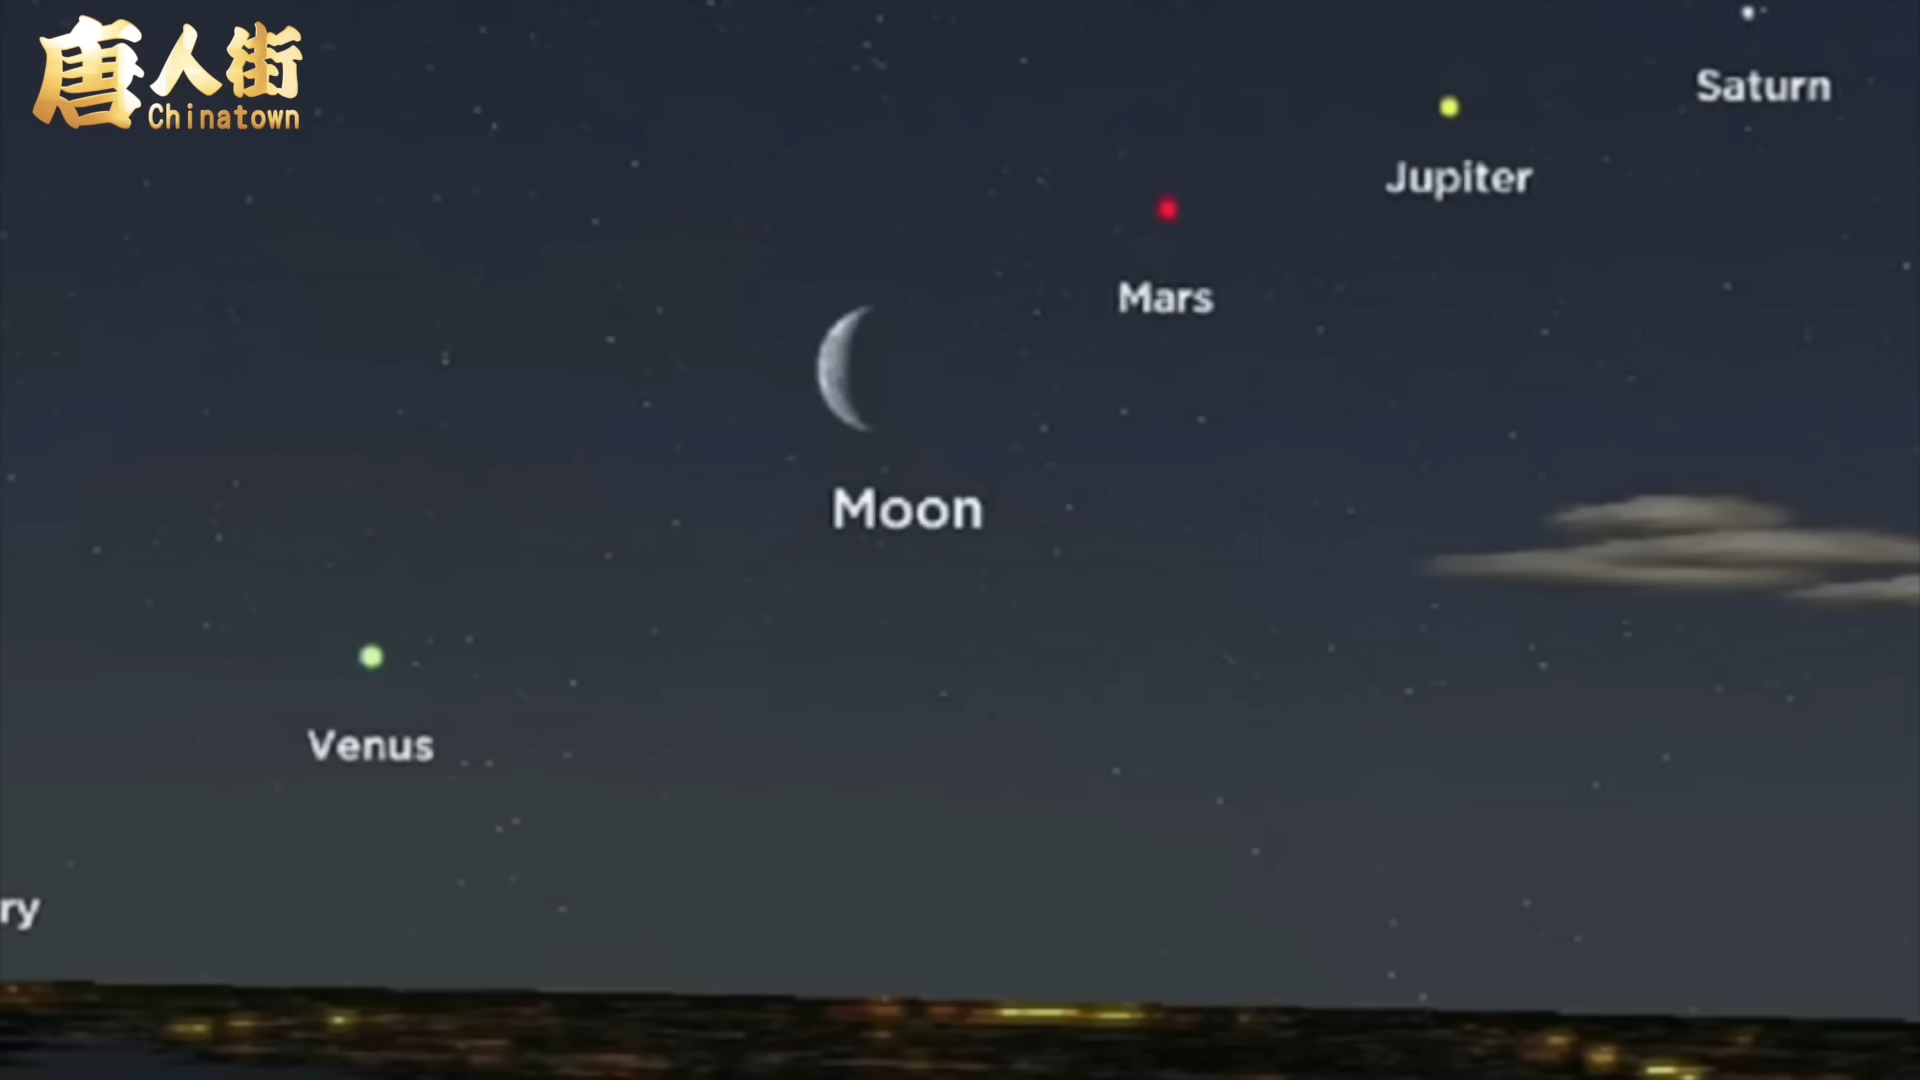 唐人街
Chinatown
Saturn
Jupiter
Mars
Moon
Venus
ry